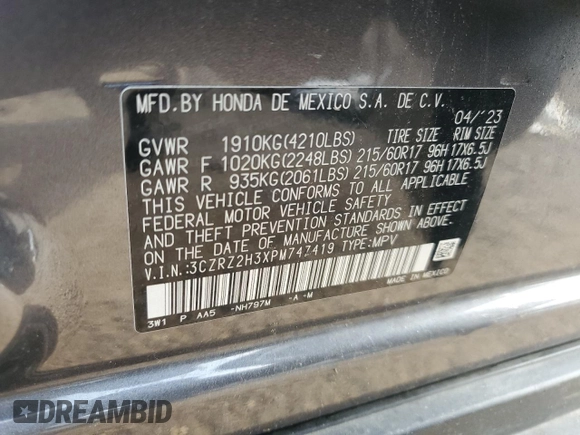 MFD.BY HONDA DE MEXICO S.A. DE C.V.
04/'23
TIRE SIZE RIM SIZE
GVWR 1910KG(4210LBS)
GAWR F 1020KG(2248LBS) 215/60R17 96H 17X6.5J
GAWR R 935KG(2061LBS) 215/60R17 96H 17X6.5J
THIS VEHICLE CONFORMS TO ALL APPLICABLE
FEDERAL MOTOR VEHICLE SAFETY
STANDARDS IN EFFECT
ON THE DATE OF MANUFACTURE SHOWN ABOVE.
V.I.N.:3CZRZ2H3XPM747419 TYPE:MPV
MADE IN MEXICO
3W1 P AA5 -NH797M -A -M
DREAMBID